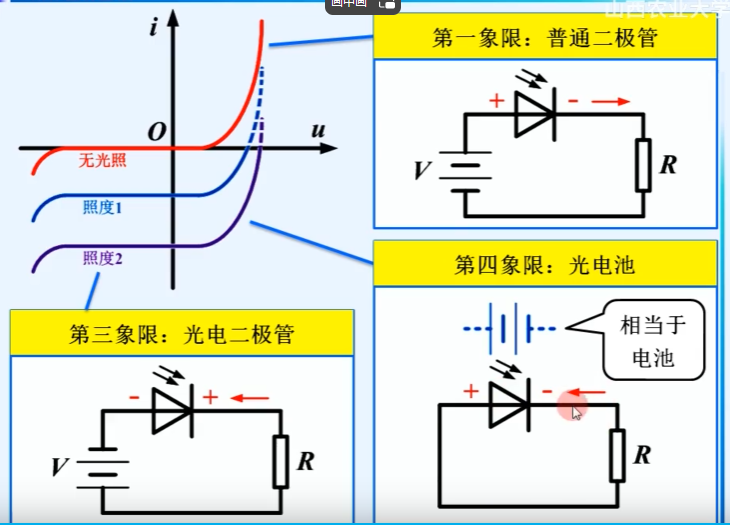 画中画
山西农业大学
i
第一象限：普通二极管
O
u
无光照
照度1
照度2
+
-
V
R
第四象限：光电池
相当于
电池
+
-
R
第三象限：光电二极管
-
+
V
R